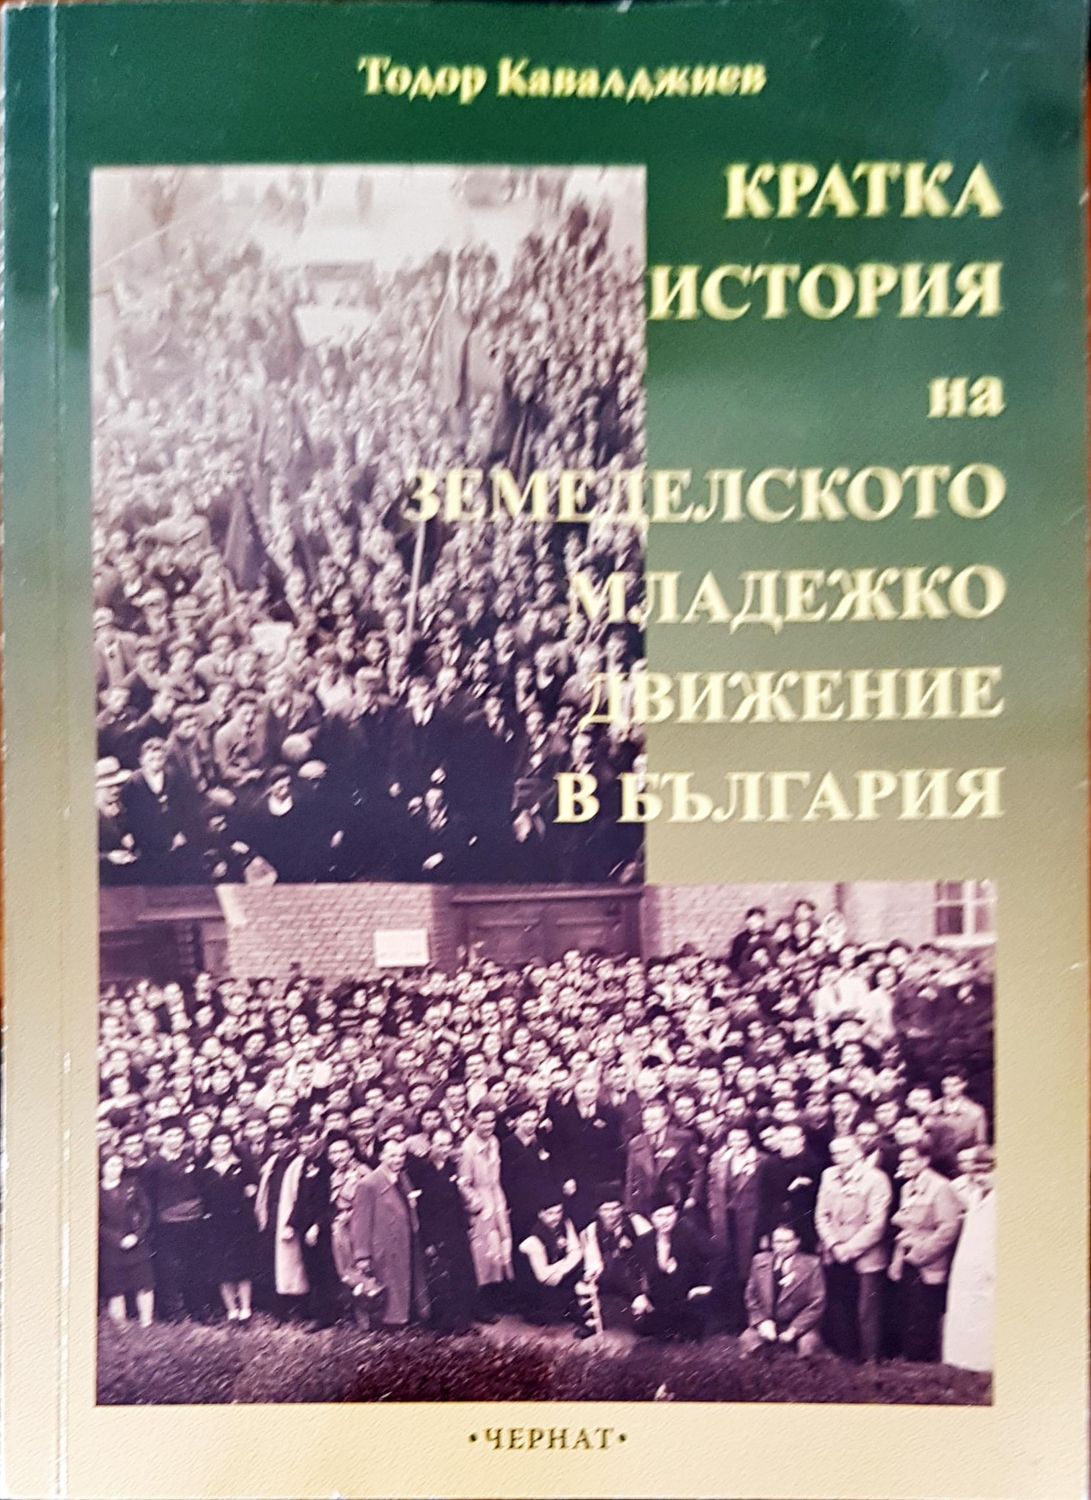 Тодор Кавалджиев
КРАТКА
ИСТОРИЯ
на
ЗЕМЕДЕЛСКОТО
МЛАДЕЖКО
ДВИЖЕНИЕ
В БЪЛГАРИЯ
•ЧЕРНАТ•